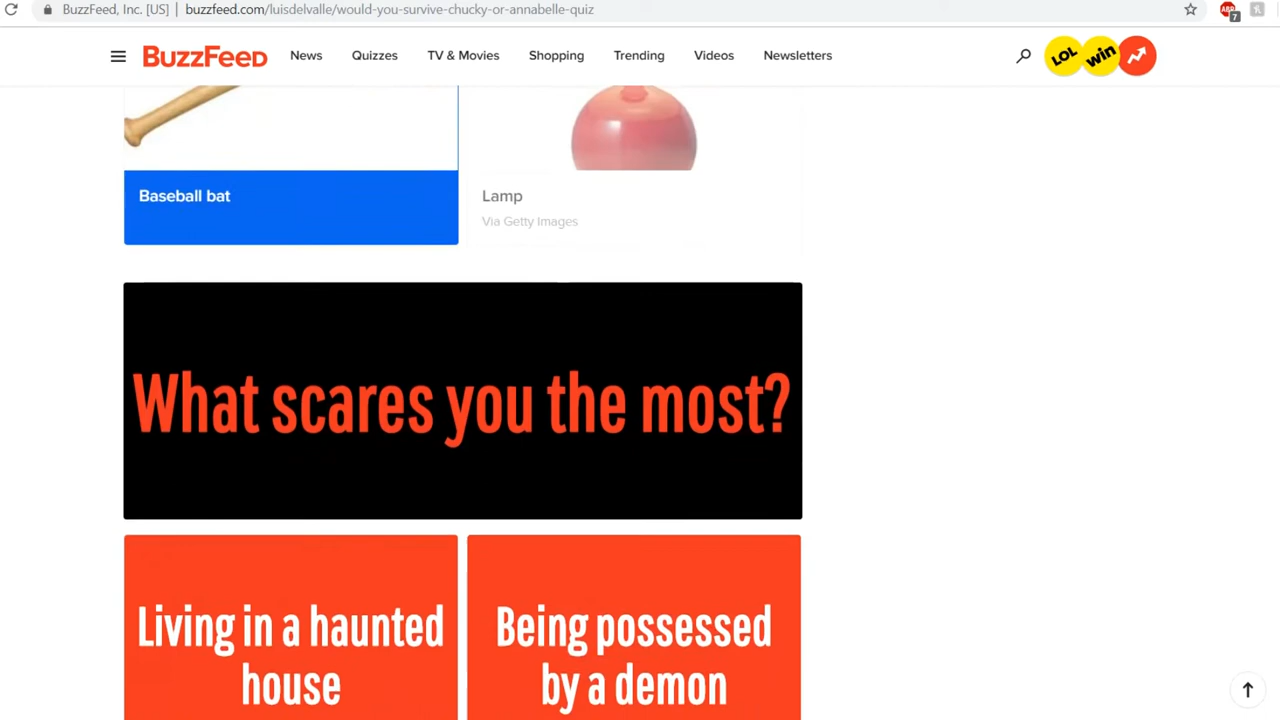 BuzzFeed, Inc. [US] | buzzfeed.com/luisdelvalle/would-you-survive-chucky-or-annabelle-quiz
ABP
7
BuzzFeed
News
Quizzes
TV & Movies
Shopping
Trending
Videos
Newsletters
LOL
win
Baseball bat
Lamp
Via Getty Images
What scares you the most?
Living in a haunted
house
Being possessed
by a demon